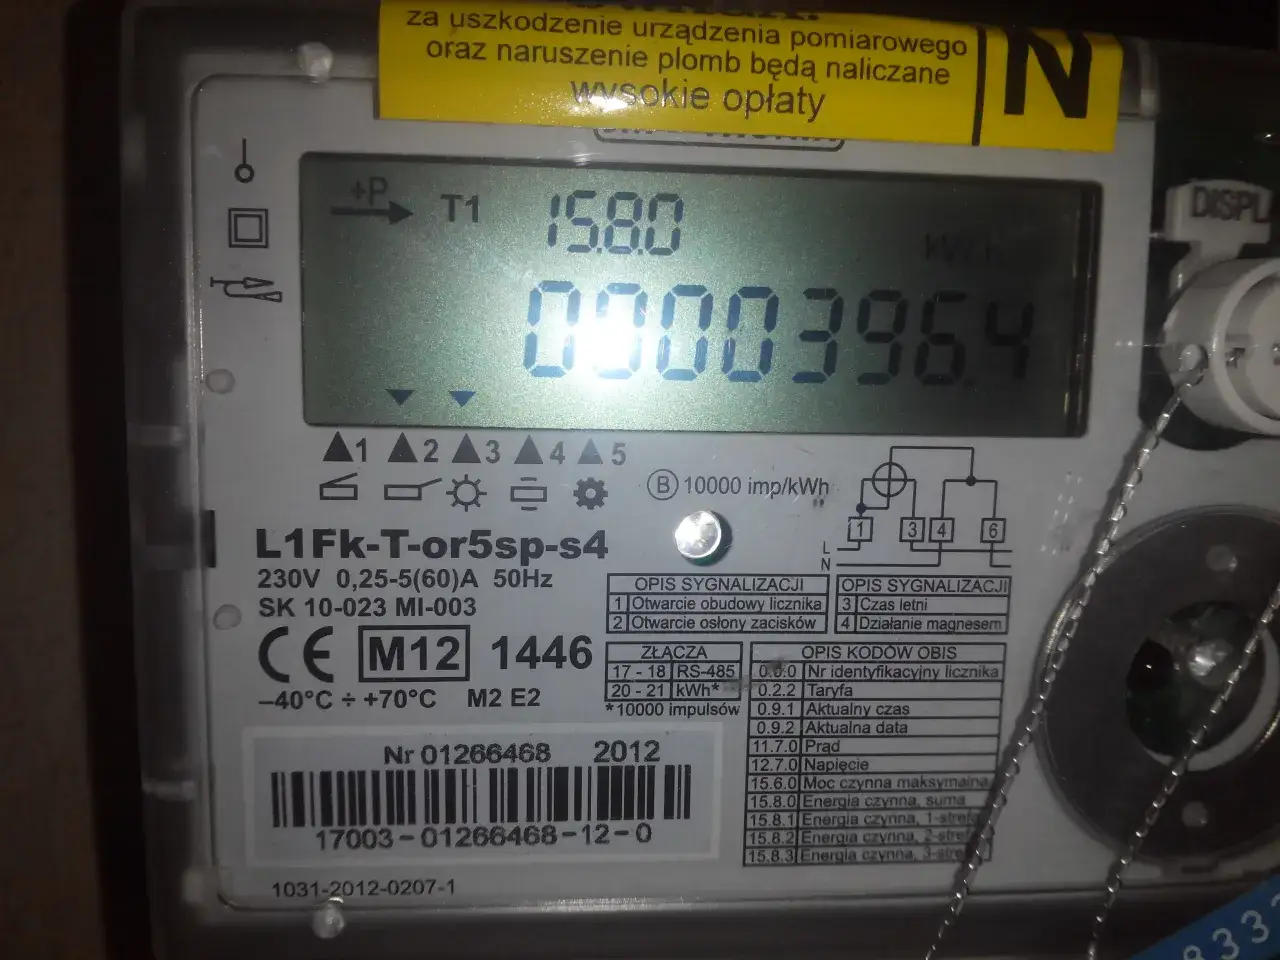 za uszkodzenie urządzenia pomiarowego
oraz naruszenie plomb będą naliczane
wysokie opłaty
N
DISPL
+P T1 15.8.0
kWh
0000396.4
1 2 3 4 5
B 10000 imp/kWh
1 3 4 6
L
N
L1Fk-T-or5sp-s4
230V 0,25-5(60)A 50Hz
SK 10-023 MI-003
CE M12 1446
–40°C ÷ +70°C M2 E2
OPIS SYGNALIZACJI
1 Otwarcie obudowy licznika
2 Otwarcie osłony zacisków
OPIS SYGNALIZACJI
3 Czas letni
4 Działanie magnesem
ZŁĄCZA
17 - 18 RS-485
20 - 21 kWh*
*10000 impulsów
OPIS KODÓW OBIS
0.0.0 Nr identyfikacyjny licznika
0.2.2 Taryfa
0.9.1 Aktualny czas
0.9.2 Aktualna data
11.7.0 Prąd
12.7.0 Napięcie
15.6.0 Moc czynna maksymalna
15.8.0 Energia czynna, suma
15.8.1 Energia czynna, 1-stref
15.8.2 Energia czynna, 2-stref
15.8.3 Energia czynna, 3-stref
Nr 01266468 2012
17003-01266468-12-0
1031-2012-0207-1
8333